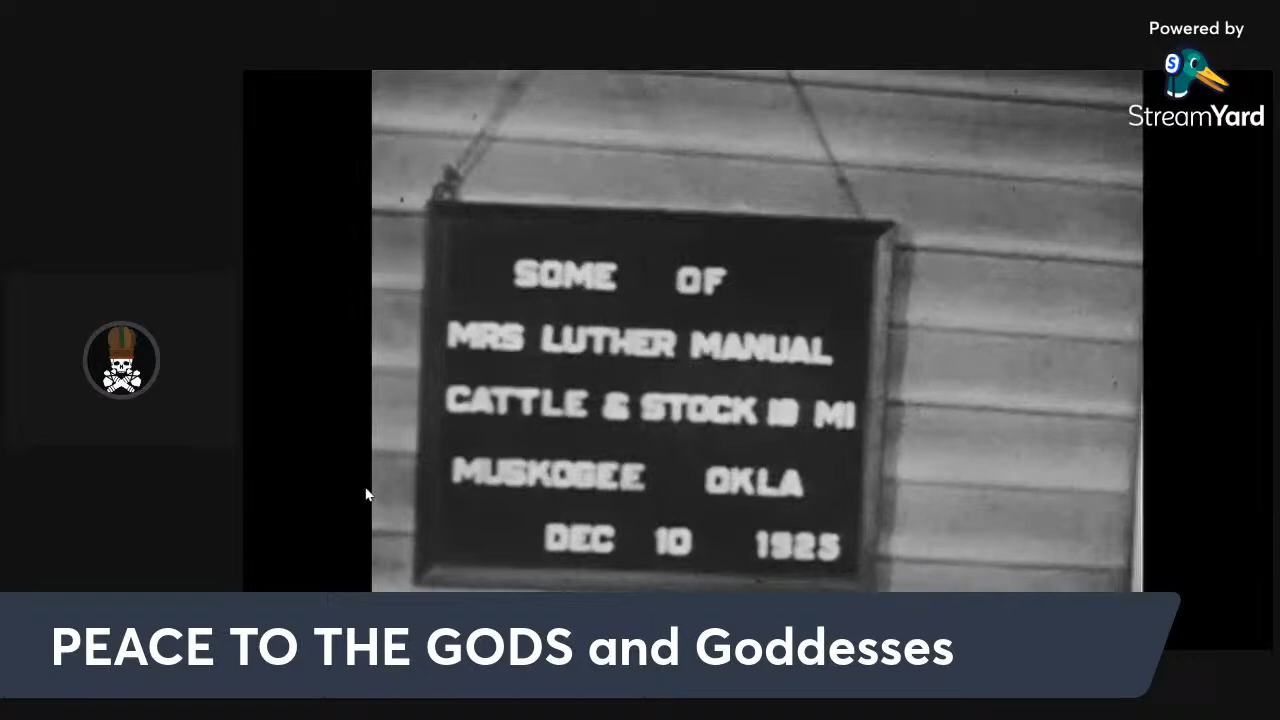 Powered by
StreamYard
SOME OF
MRS LUTHER MANUAL
CATTLE & STOCK MI
MUSKOGEE OKLA
DEC 10 1925
PEACE TO THE GODS and Goddesses